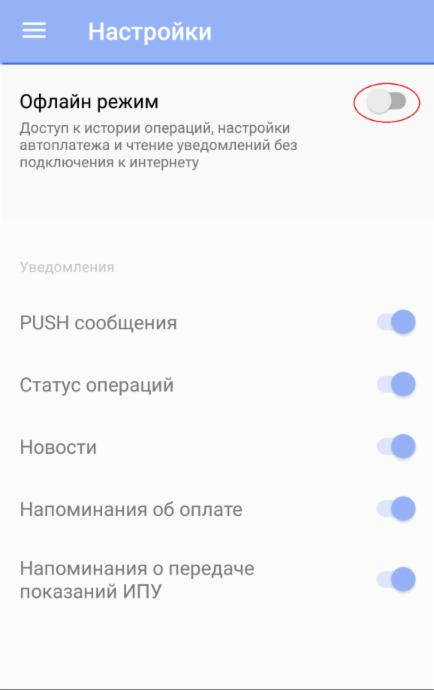 Настройки
Офлайн режим
Доступ к истории операций, настройки
автоплатежа и чтение уведомлений без
подключения к интернету
Уведомления
PUSH сообщения
Статус операций
Новости
Напоминания об оплате
Напоминания о передаче
показаний ИПУ